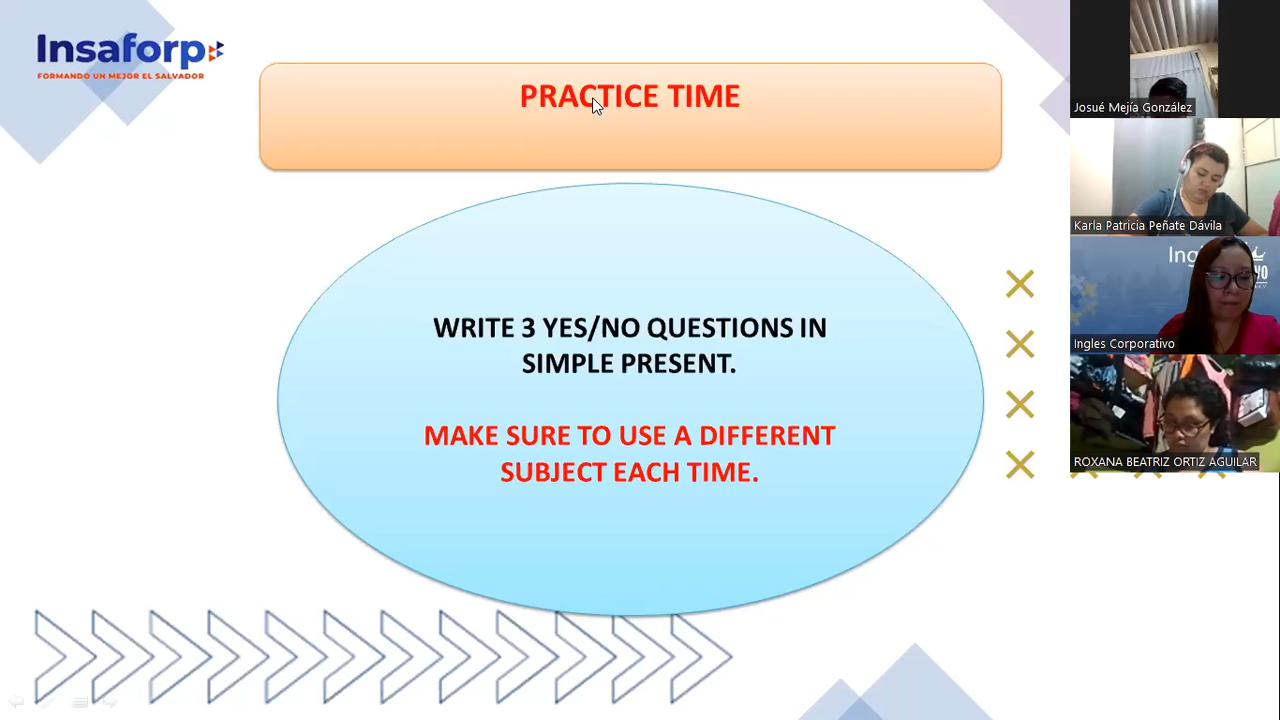 Insaforp
FORMANDO UN MEJOR EL SALVADOR
PRACTICE TIME
WRITE 3 YES/NO QUESTIONS IN
SIMPLE PRESENT.
MAKE SURE TO USE A DIFFERENT
SUBJECT EACH TIME.
Josué Mejía González
Karla Patricia Peñate Dávila
Ingles Corporativo
ROXANA BEATRIZ ORTIZ AGUILAR